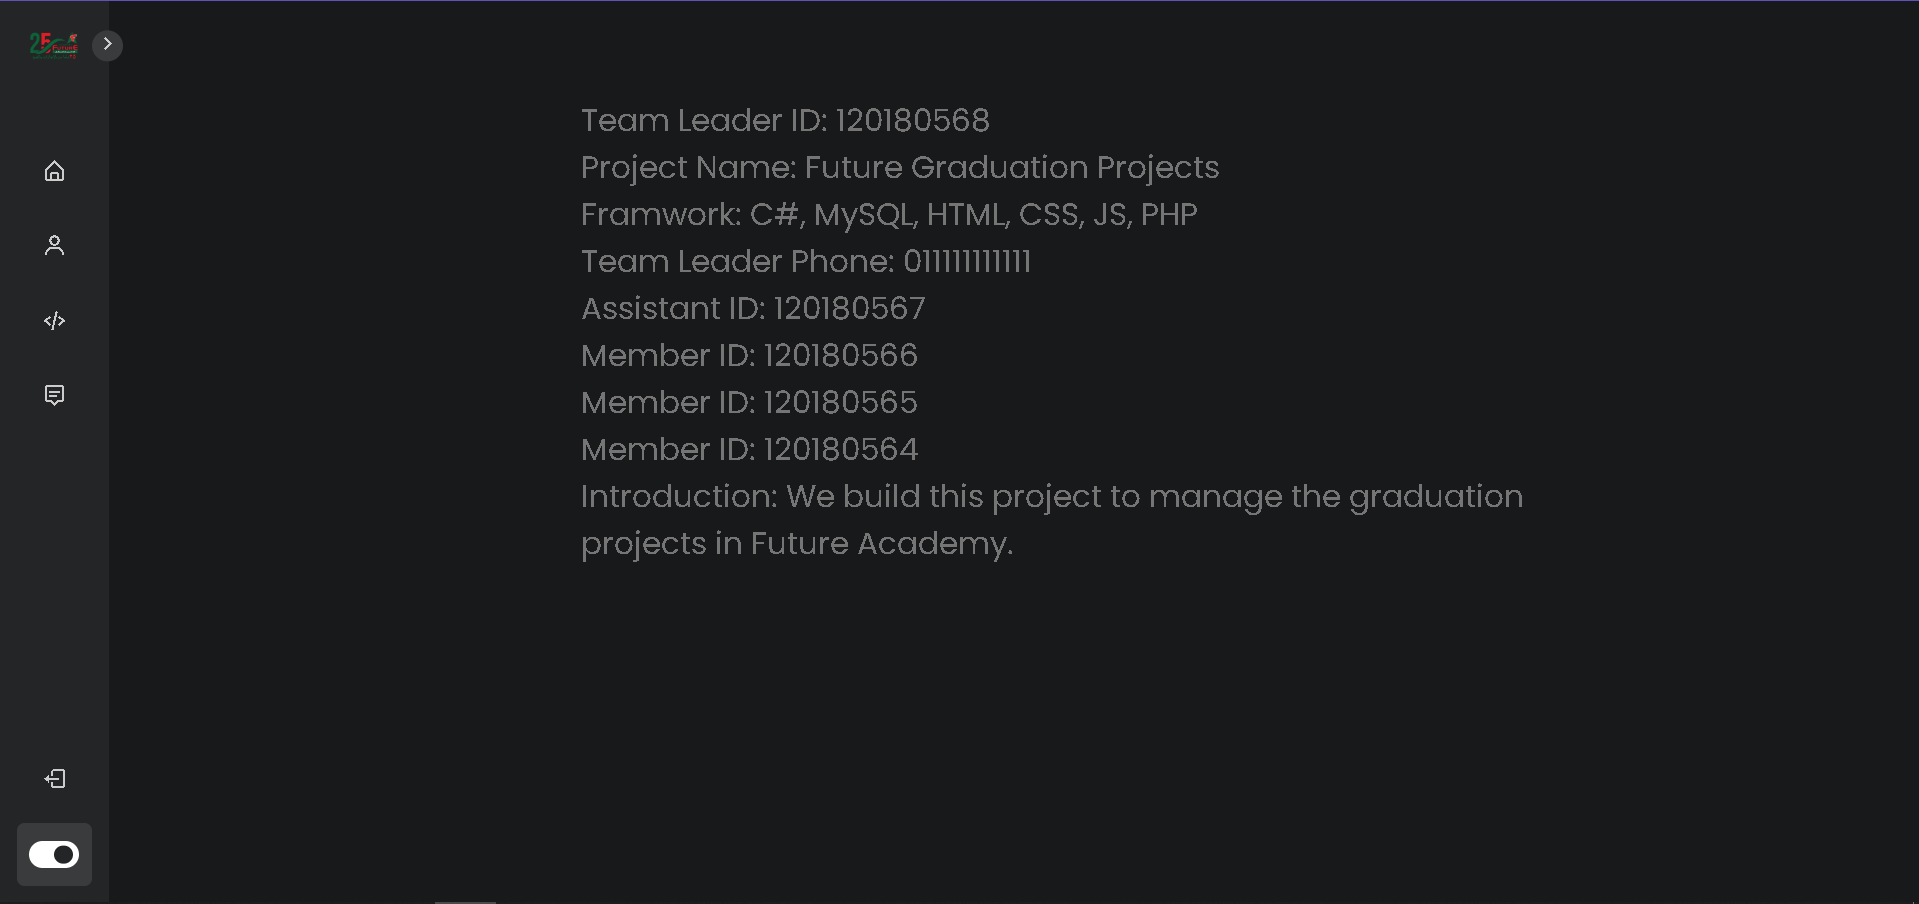 Team Leader ID: 120180568
Project Name: Future Graduation Projects
Framwork: C#, MySQL, HTML, CSS, JS, PHP
Team Leader Phone: 011111111111
Assistant ID: 120180567
Member ID: 120180566
Member ID: 120180565
Member ID: 120180564
Introduction: We build this project to manage the graduation
projects in Future Academy.